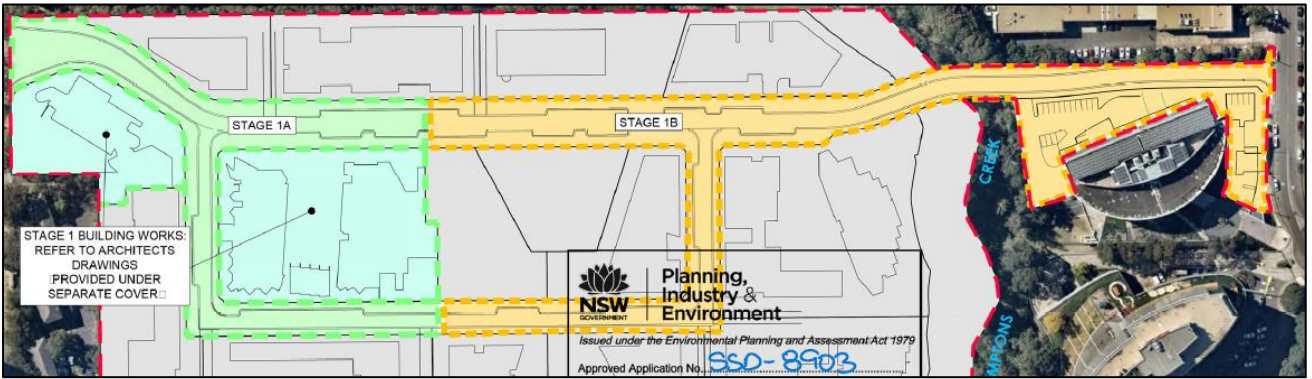 STAGE 1A
STAGE 1B
CREEK
STAGE 1 BUILDING WORKS:
REFER TO ARCHITECTS
DRAWINGS
PROVIDED UNDER
SEPARATE COVER
NSW
GOVERNMENT
Planning,
Industry &
Environment
Issued under the Environmental Planning and Assessment Act 1979
Approved Application No. SSD-8903
MPTONS